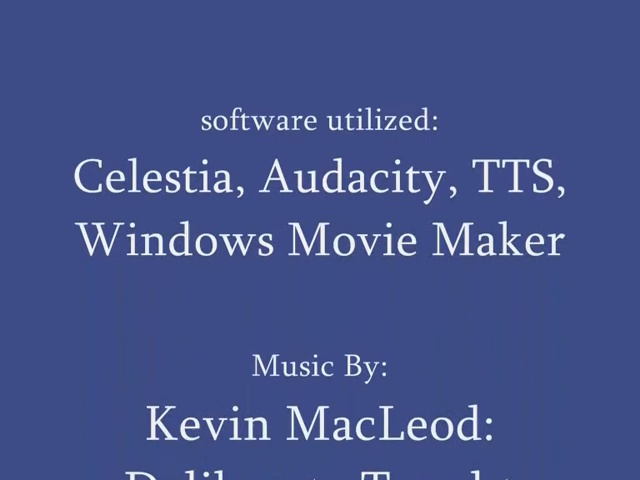 software utilized:
Celestia, Audacity, TTS,
Windows Movie Maker
Music By:
Kevin MacLeod: